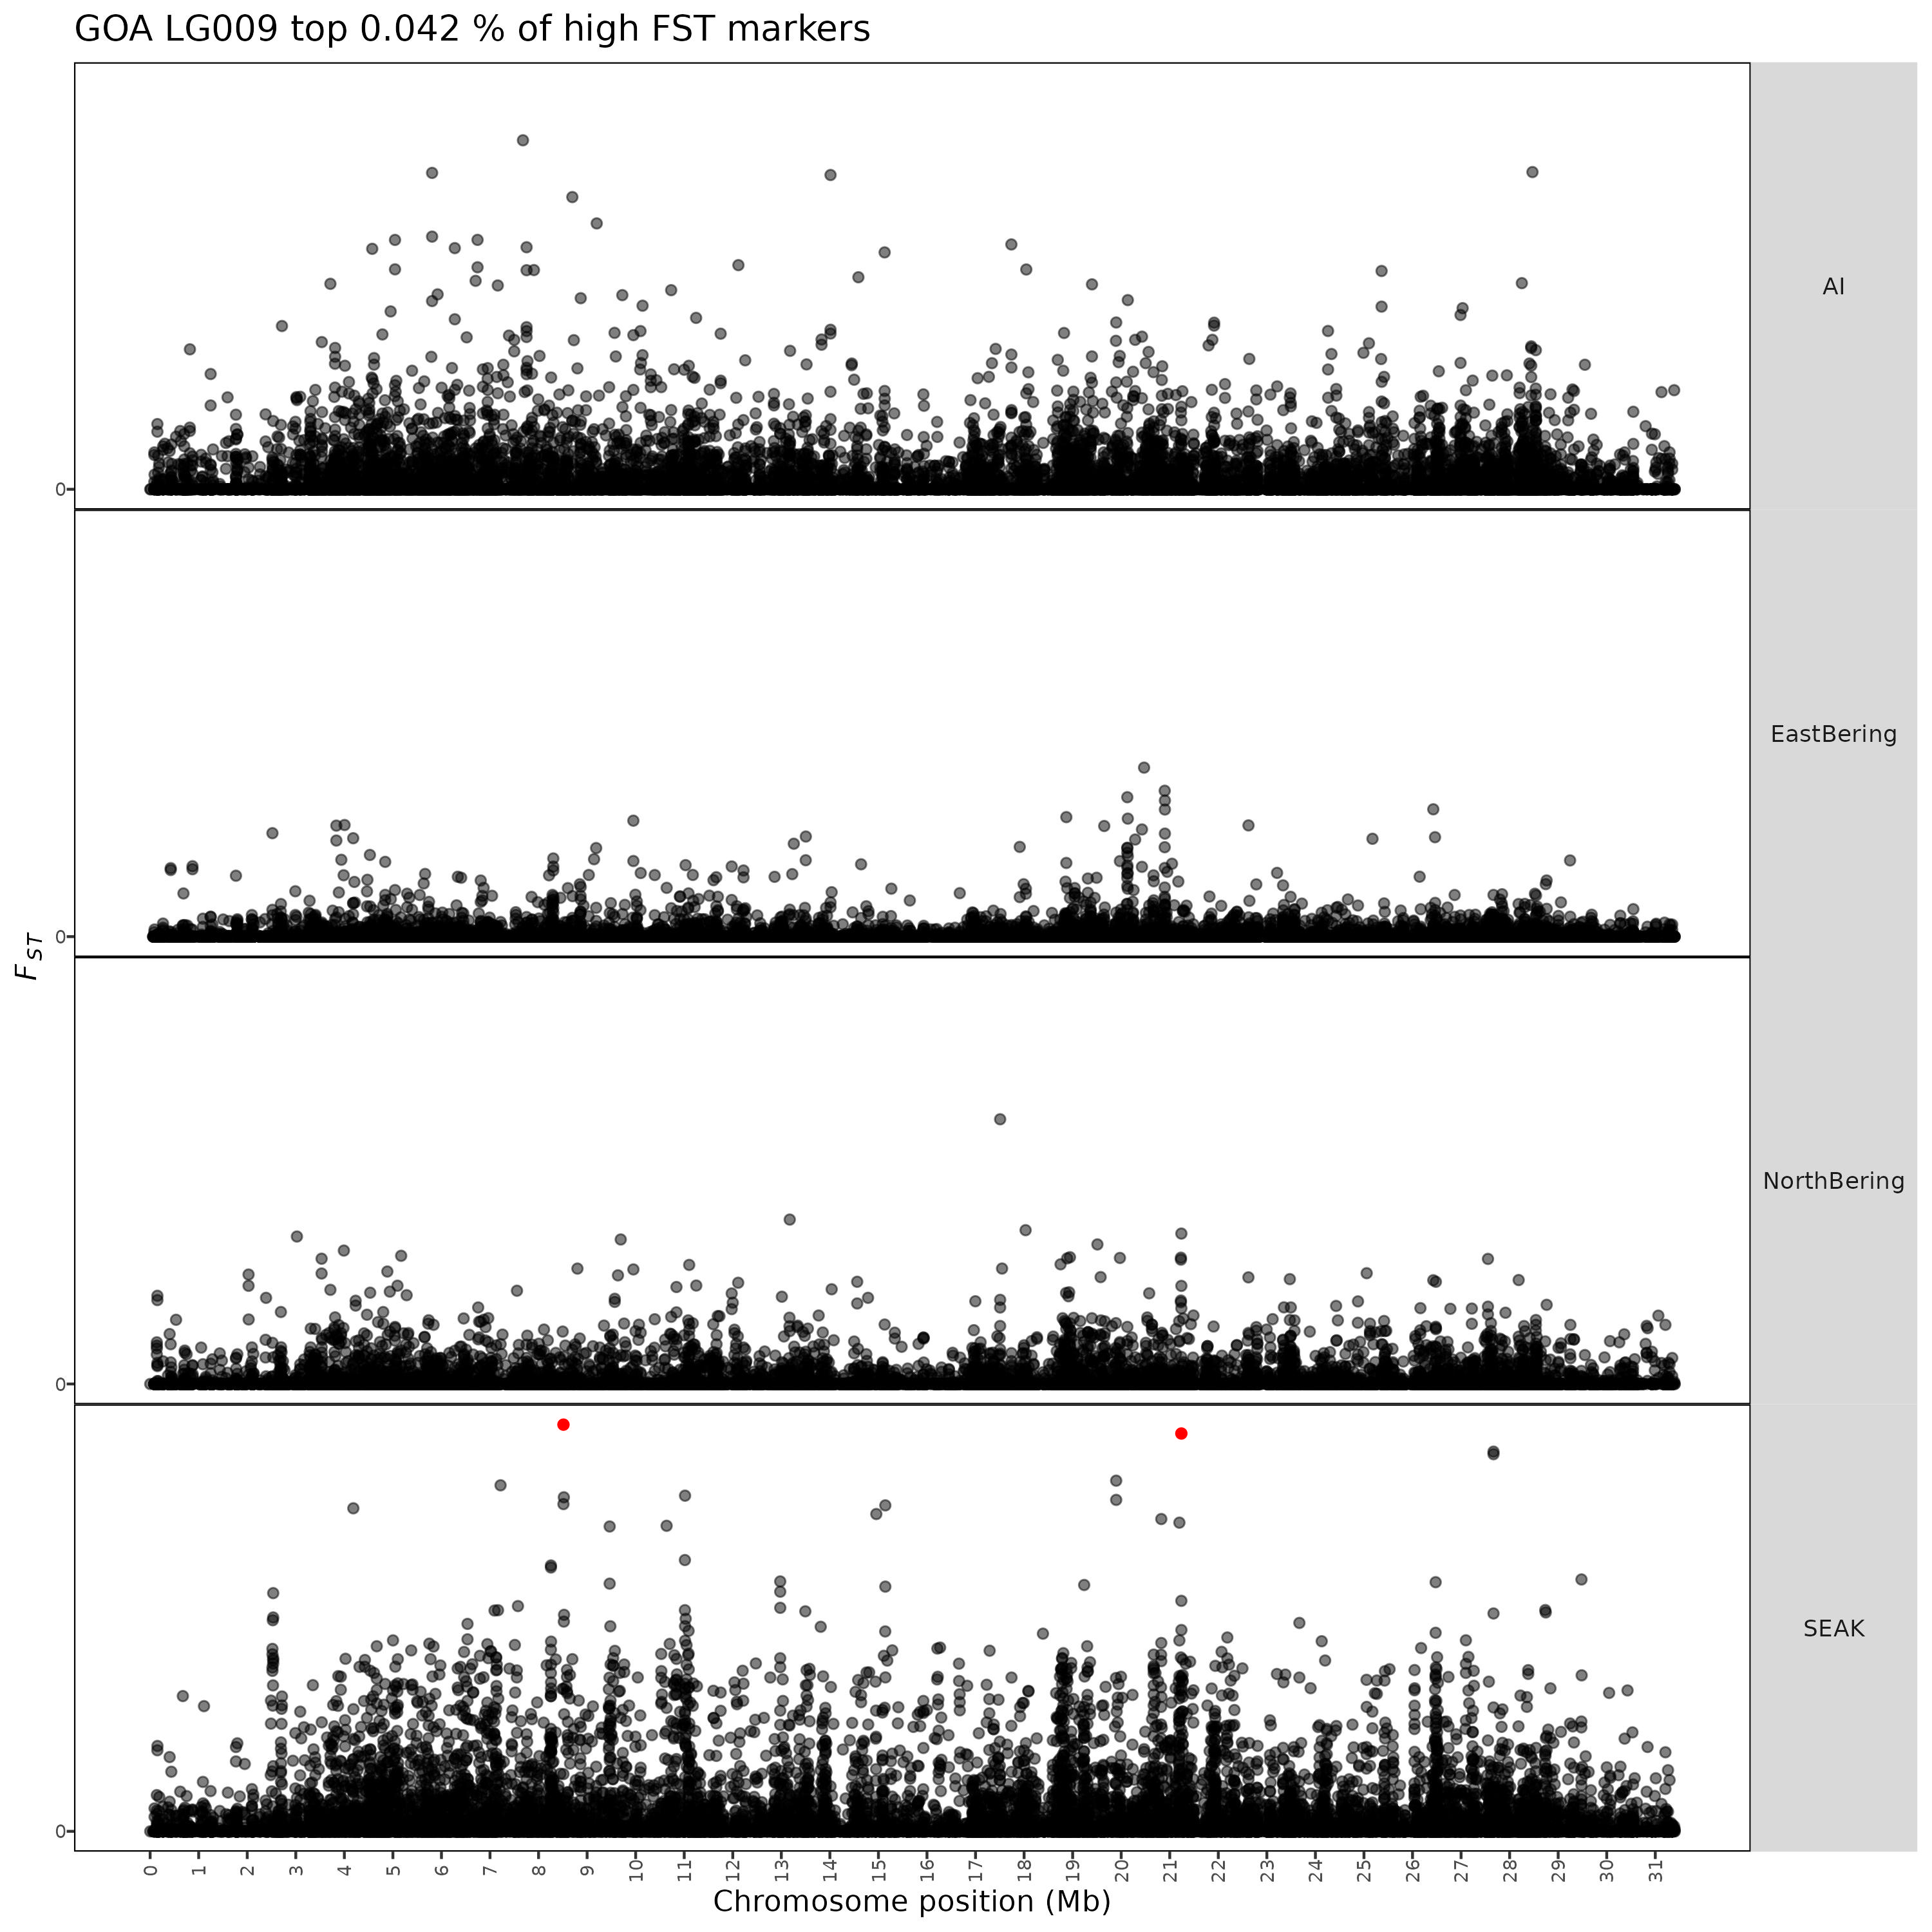 GOA LG009 top 0.042 % of high FST markers
AI
0
EastBering
0
NorthBering
0
SEAK
0
F ST
0 1 2 3 4 5 6 7 8 9 10 11 12 13 14 15 16 17 18 19 20 21 22 23 24 25 26 27 28 29 30 31
Chromosome position (Mb)